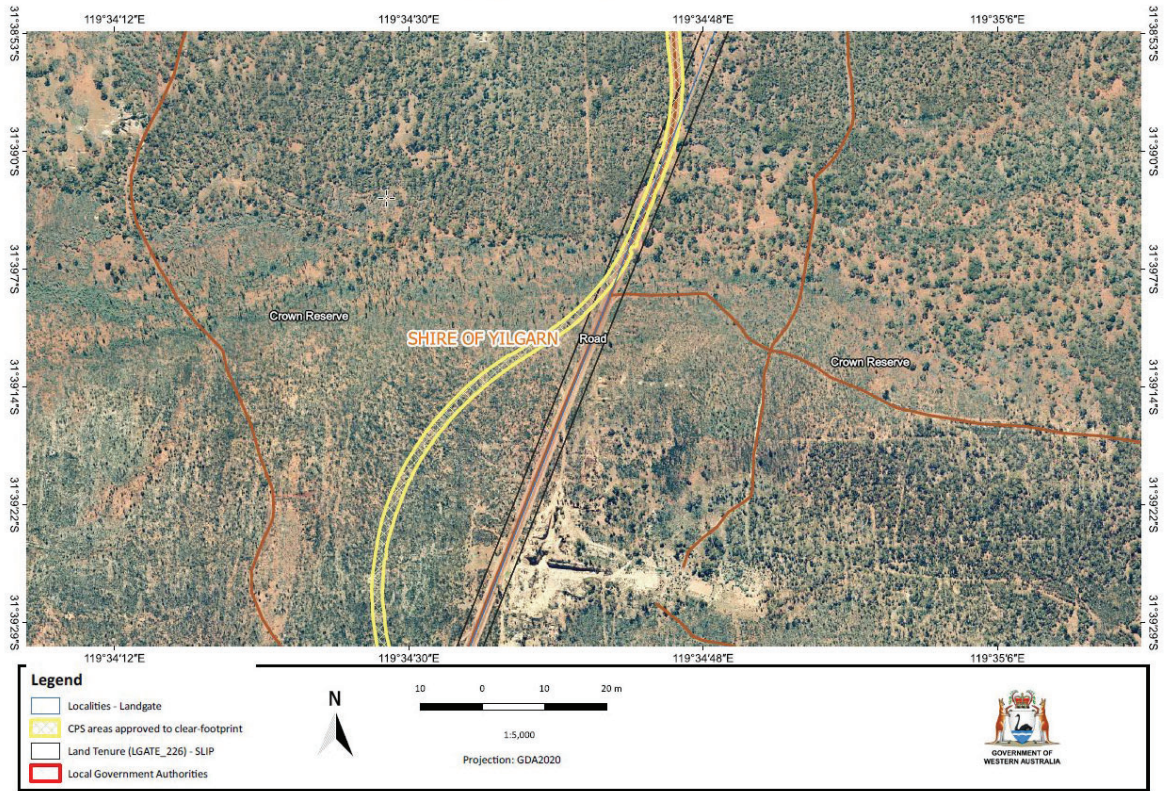 119°34'12"E 119°34'30"E 119°34'48"E 119°35'6"E
31°38'53"S 31°38'53"S
31°39'0"S 31°39'0"S
31°39'7"S 31°39'7"S
Crown Reserve
SHIRE OF YILGARN
Road
Crown Reserve
31°39'14"S 31°39'14"S
31°39'22"S 31°39'22"S
31°39'29"S 31°39'29"S
119°34'12"E 119°34'30"E 119°34'48"E 119°35'6"E
Legend
Localities - Landgate
CPS areas approved to clear-footprint
Land Tenure (LGATE_226) - SLIP
Local Government Authorities
N
10 0 10 20 m
1:5,000
Projection: GDA2020
GOVERNMENT OF
WESTERN AUSTRALIA